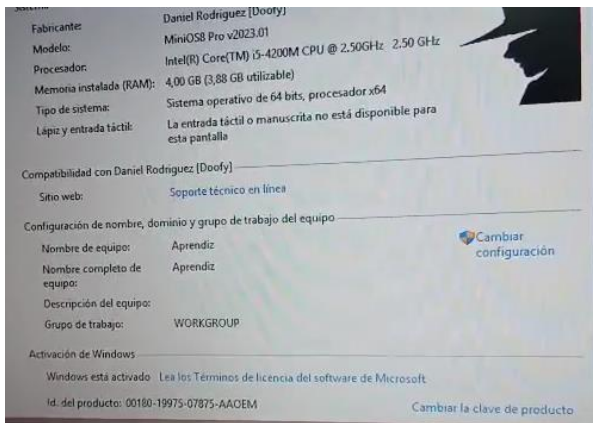 Fabricante: Daniel Rodriguez [Doofy]
Modelo: MiniOS8 Pro v2023.01
Procesador: Intel(R) Core(TM) i5-4200M CPU @ 2.50GHz 2.50 GHz
Memoria instalada (RAM): 4,00 GB (3,88 GB utilizable)
Tipo de sistema: Sistema operativo de 64 bits, procesador x64
Lápiz y entrada táctil: La entrada táctil o manuscrita no está disponible para
esta pantalla
Compatibilidad con Daniel Rodriguez [Doofy]
Sitio web: Soporte técnico en línea
Configuración de nombre, dominio y grupo de trabajo del equipo
Nombre de equipo: Aprendiz
Cambiar
configuración
Nombre completo de Aprendiz
equipo:
Descripción del equipo:
Grupo de trabajo: WORKGROUP
Activación de Windows
Windows está activado Lea los Términos de licencia del software de Microsoft
Id. del producto: 00180-19975-07875-AAOEM
Cambiar la clave de producto